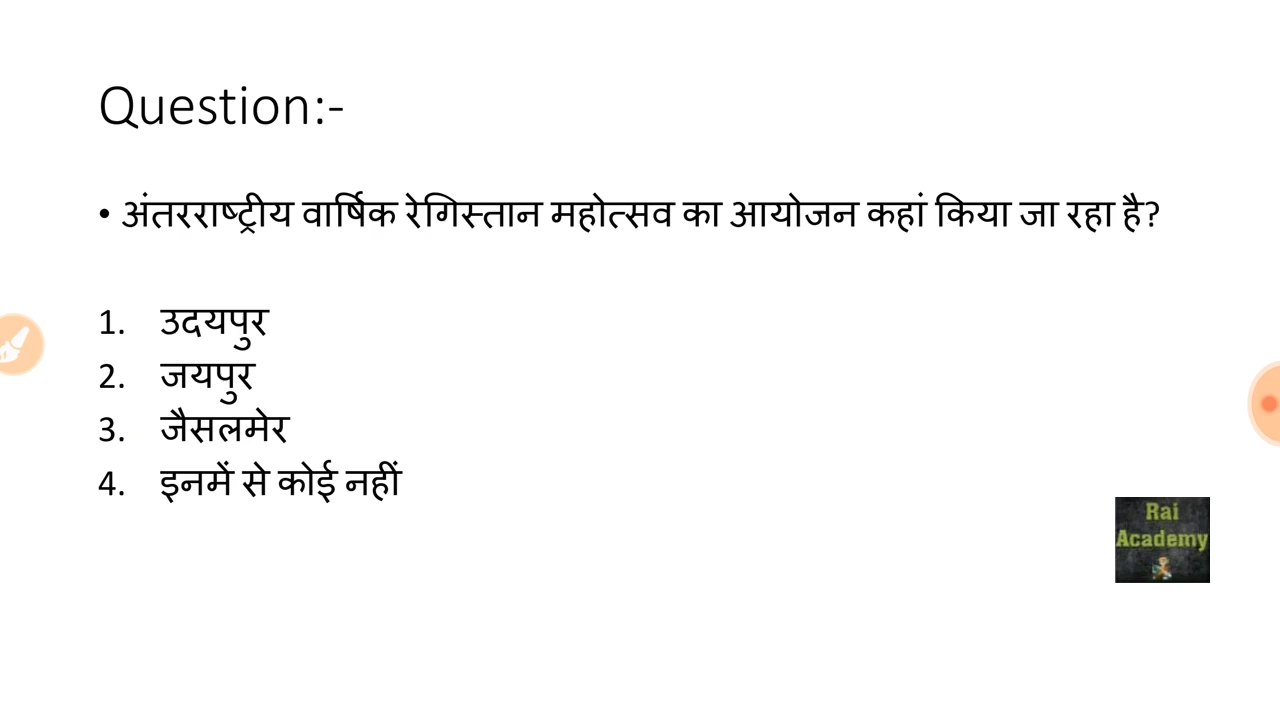 Question:-
• अंतरराष्ट्रीय वार्षिक रेगिस्तान महोत्सव का आयोजन कहां किया जा रहा है?
1. उदयपुर
2. जयपुर
3. जैसलमेर
4. इनमें से कोई नहीं
Rai
Academy